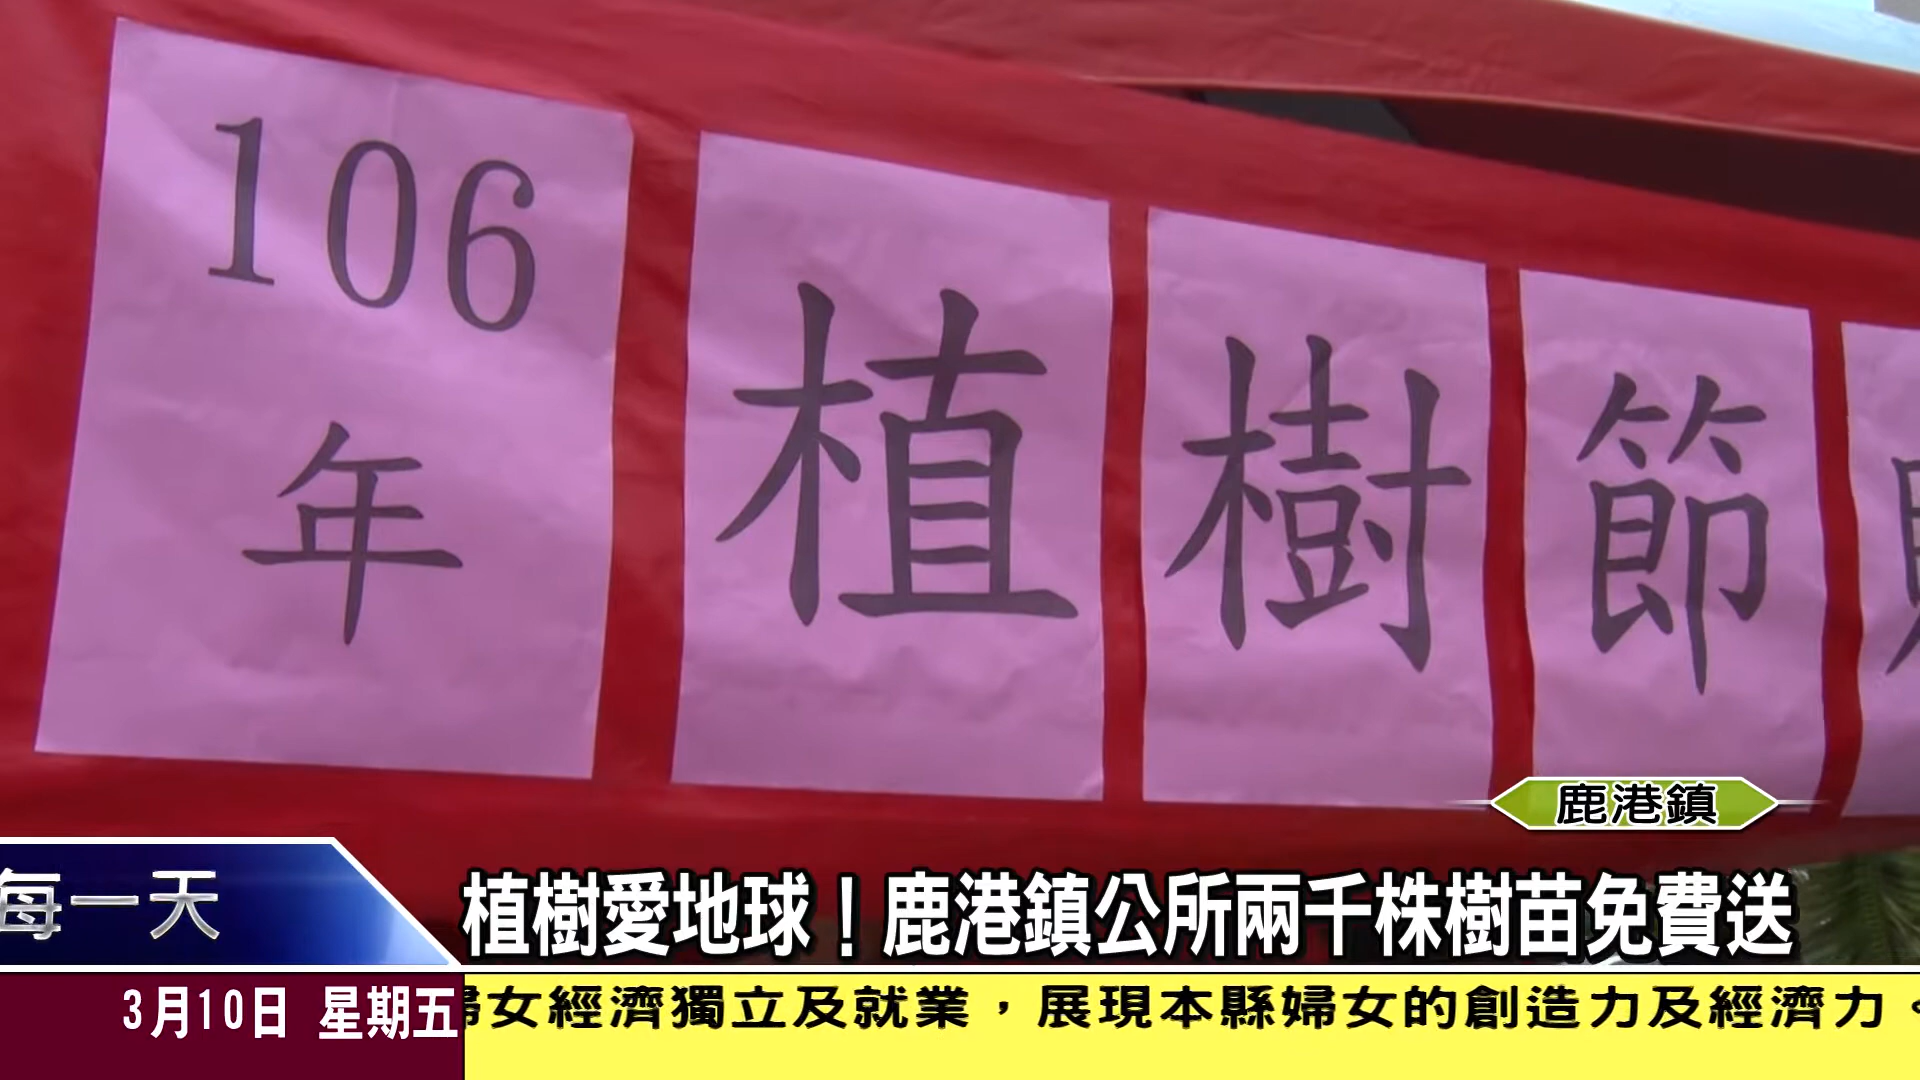 106
年
植樹節
鹿港鎮
每一天
植樹愛地球!鹿港鎮公所兩千株樹苗免費送
3月10日 星期五
婦女經濟獨立及就業，展現本縣婦女的創造力及經濟力。